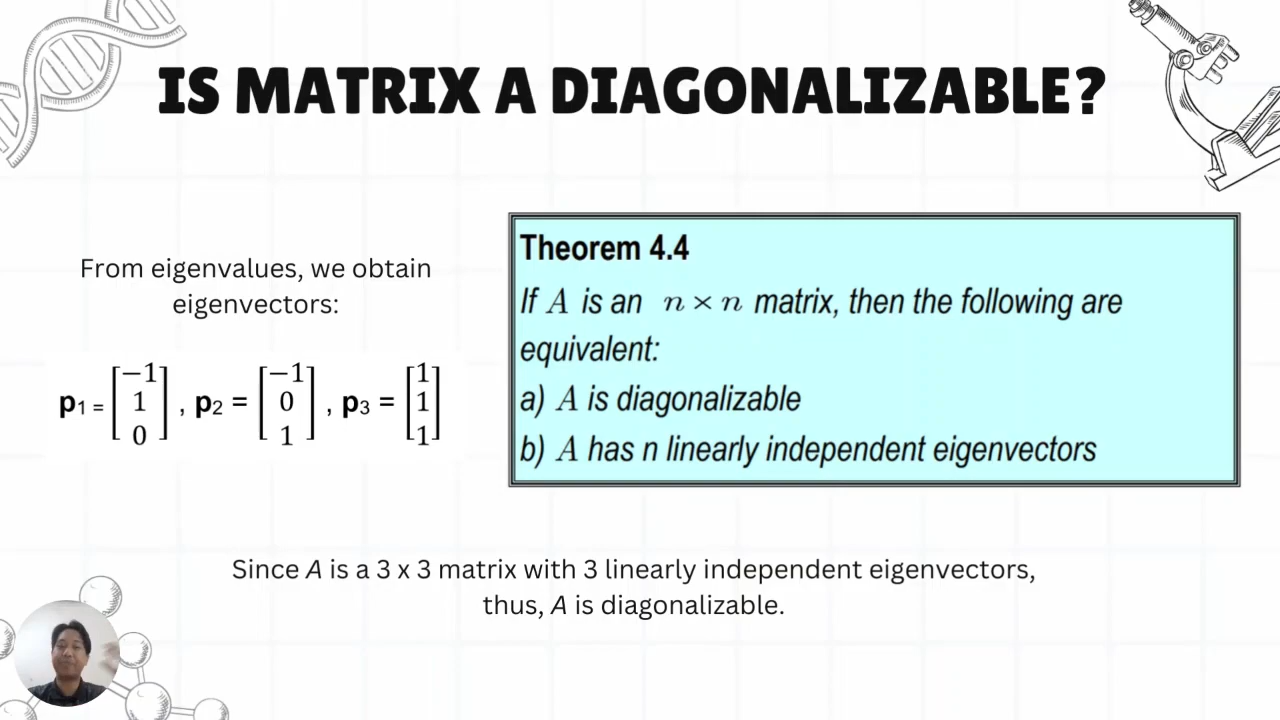 IS MATRIX A DIAGONALIZABLE?
From eigenvalues, we obtain
eigenvectors:
p₁ = [−1 1 0] , p₂ = [−1 0 1] , p₃ = [1 1 1]
Theorem 4.4
If A is an n × n matrix, then the following are
equivalent:
a) A is diagonalizable
b) A has n linearly independent eigenvectors
Since A is a 3 x 3 matrix with 3 linearly independent eigenvectors,
thus, A is diagonalizable.